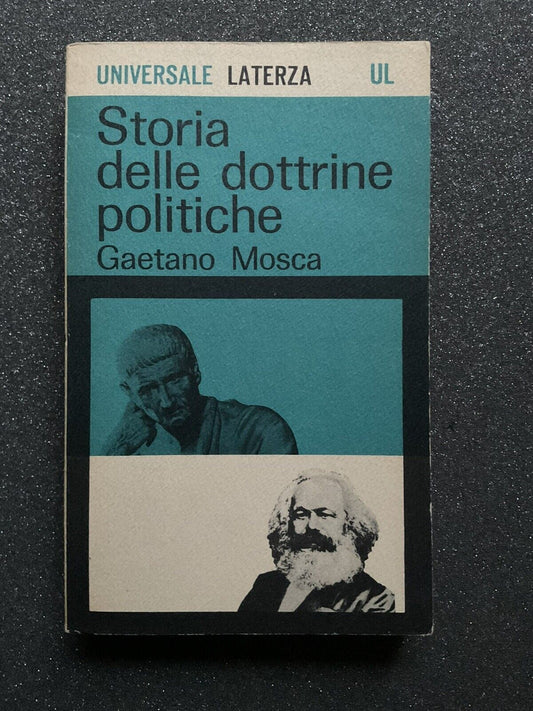 UNIVERSALE LATERZA UL
Storia
delle dottrine
politiche
Gaetano Mosca